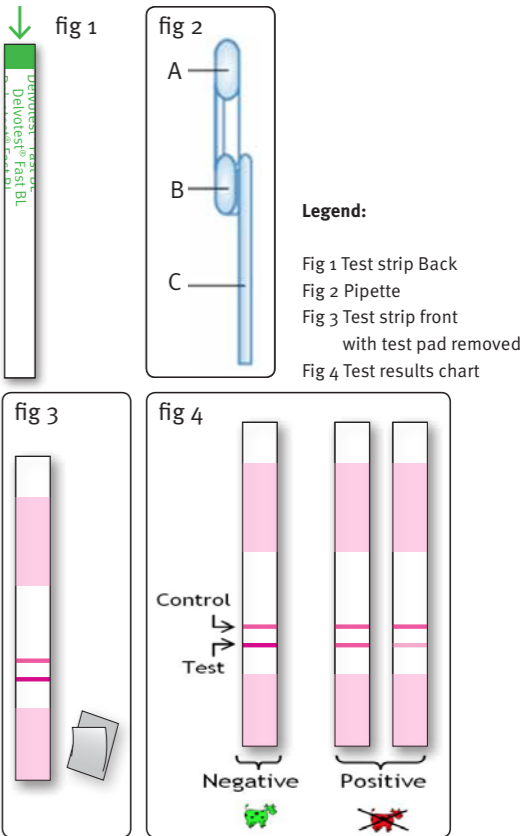 fig 1
Delvotest® Fast BL
fig 2
A
B
C
Legend:
Fig 1 Test strip Back
Fig 2 Pipette
Fig 3 Test strip front
with test pad removed
Fig 4 Test results chart
fig 3
fig 4
Control
Test
Negative
Positive